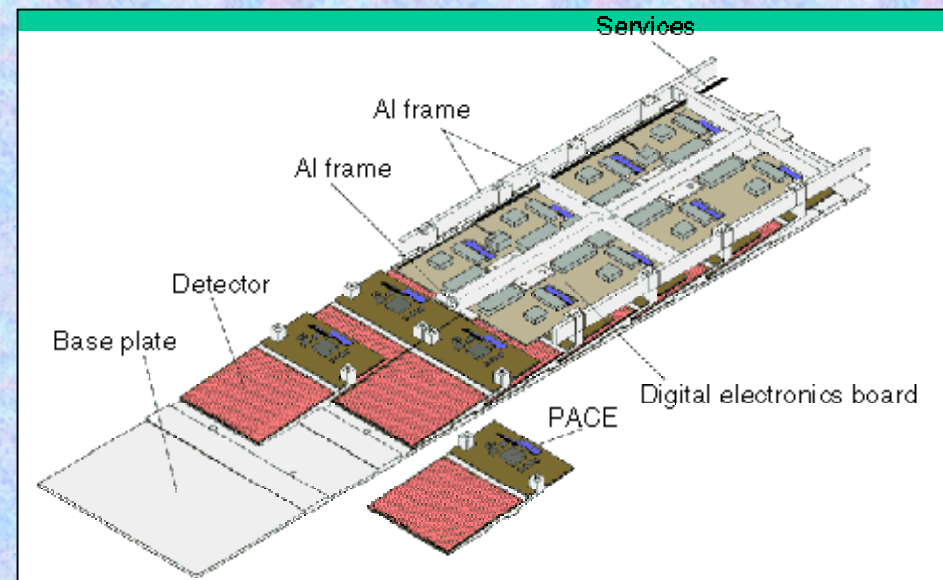 Services
Al frame
Al frame
Detector
Base plate
Digital electronics board
PACE